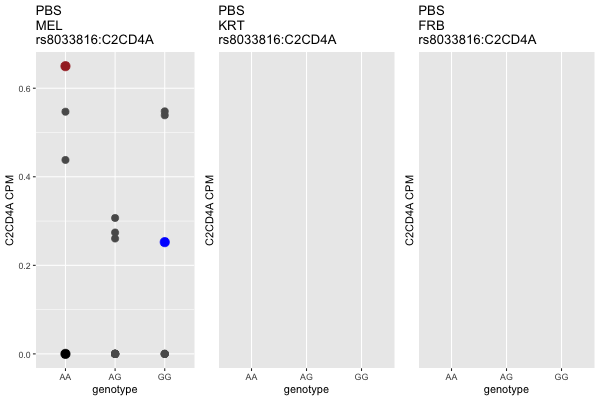 PBS
MEL
rs8033816:C2CD4A
PBS
KRT
rs8033816:C2CD4A
PBS
FRB
rs8033816:C2CD4A
C2CD4A CPM
0.6
0.4
0.2
0.0
AA AG GG
genotype
C2CD4A CPM
AA AG GG
genotype
C2CD4A CPM
AA AG GG
genotype